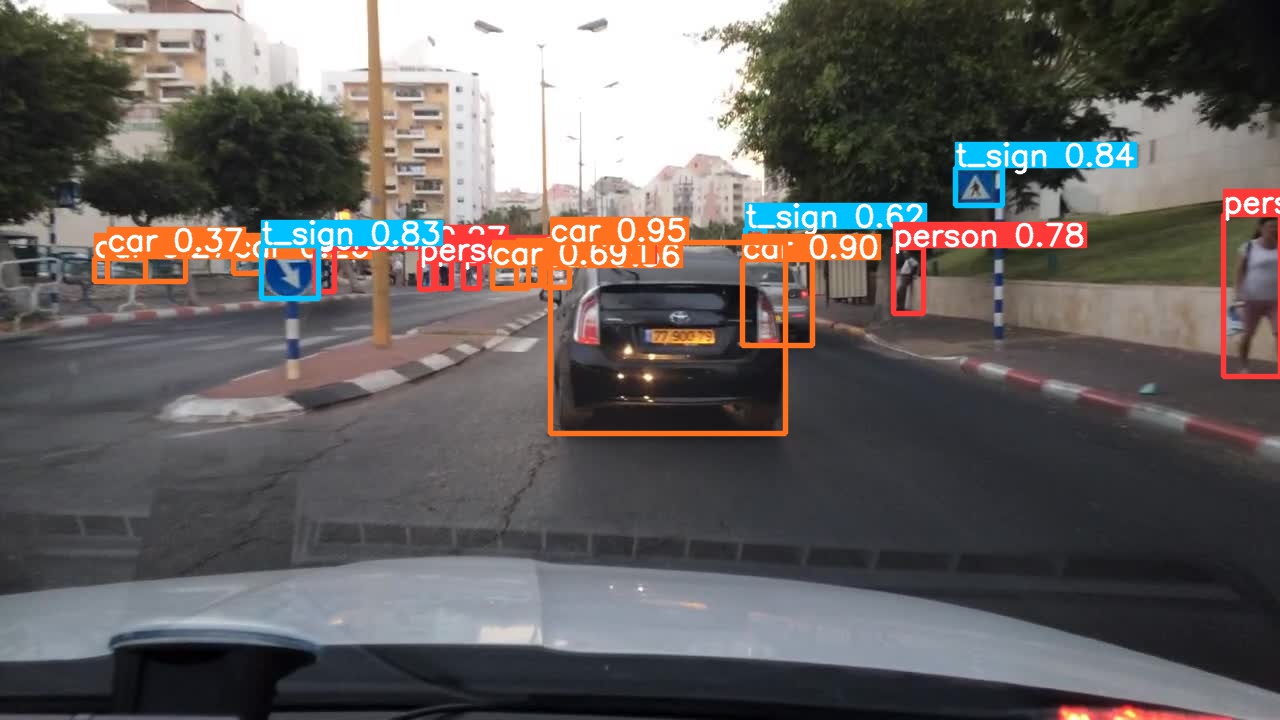 t_sign 0.84
pers
t_sign 0.62
car 0.95
t_sign 0.83
person 0.78
car 0.37
car 0.90
car 0.69
77 900 79